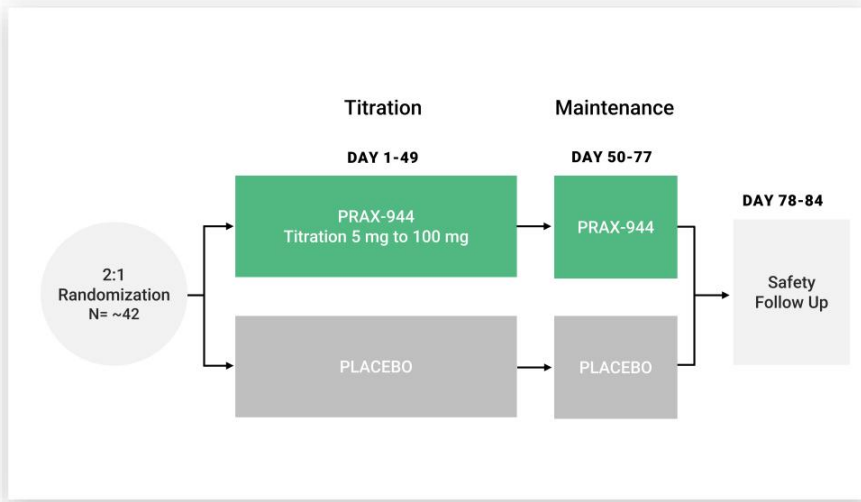 Titration
Maintenance
DAY 1-49
DAY 50-77
DAY 78-84
2:1
Randomization
N= ~42
PRAX-944
Titration 5 mg to 100 mg
PRAX-944
PLACEBO
PLACEBO
Safety
Follow Up